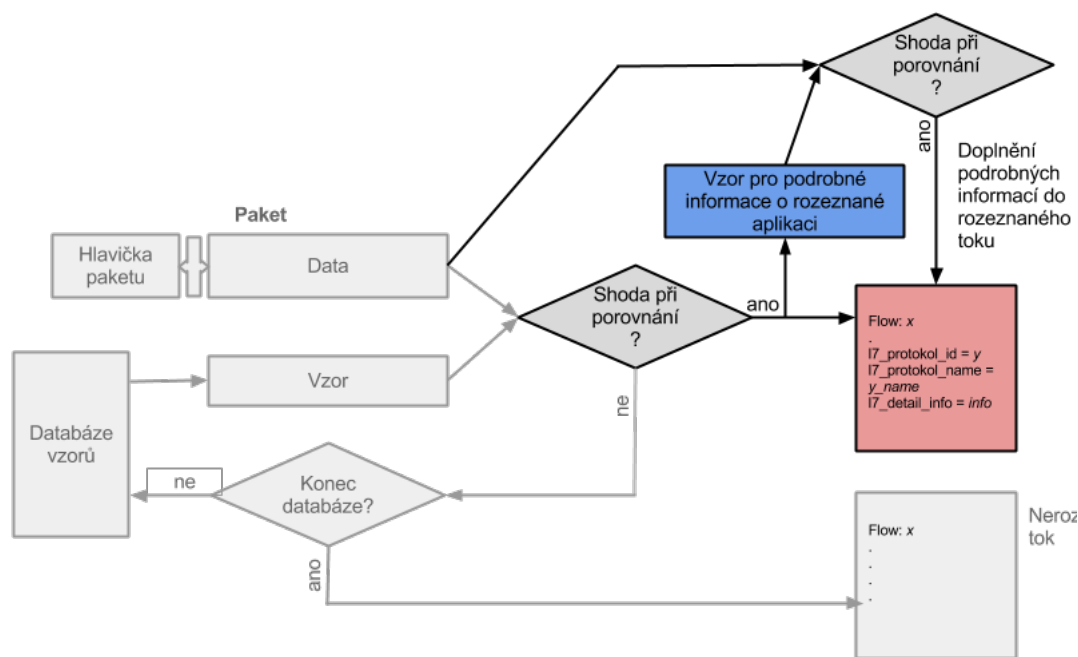 Shoda při
porovnání
?
ano
Doplnění
podrobných
informací do
rozeznaného
toku
Vzor pro podrobné
informace o rozeznané
aplikaci
Paket
Hlavička
paketu
Data
Shoda při
porovnání
?
ano
Flow: x
.
l7_protokol_id = y
l7_protokol_name =
y_name
l7_detail_info = info
Vzor
ne
Databáze
vzorů
ne
Konec
databáze?
ano
Flow: x
.
.
.
.
Neroz
tok